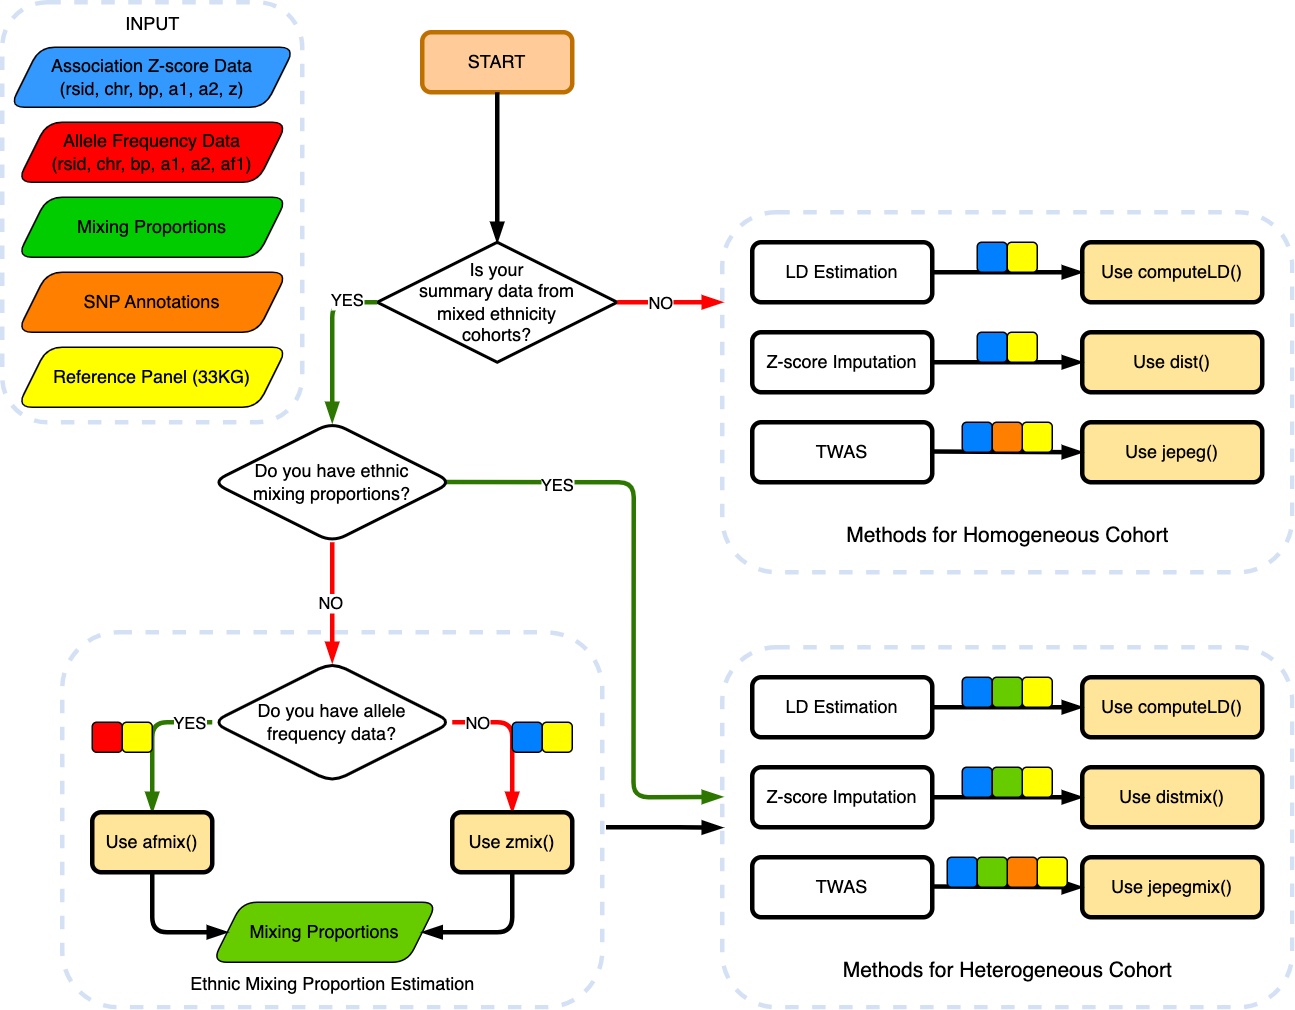 INPUT
Association Z-score Data
(rsid, chr, bp, a1, a2, z)
Allele Frequency Data
(rsid, chr, bp, a1, a2, af1)
Mixing Proportions
SNP Annotations
Reference Panel (33KG)
START
Is your
summary data from
mixed ethnicity
cohorts?
YES
NO
Do you have ethnic
mixing proportions?
YES
NO
Do you have allele
frequency data?
YES
NO
Use afmix()
Use zmix()
Mixing Proportions
Ethnic Mixing Proportion Estimation
LD Estimation
Use computeLD()
Z-score Imputation
Use dist()
TWAS
Use jepeg()
Methods for Homogeneous Cohort
LD Estimation
Use computeLD()
Z-score Imputation
Use distmix()
TWAS
Use jepegmix()
Methods for Heterogeneous Cohort